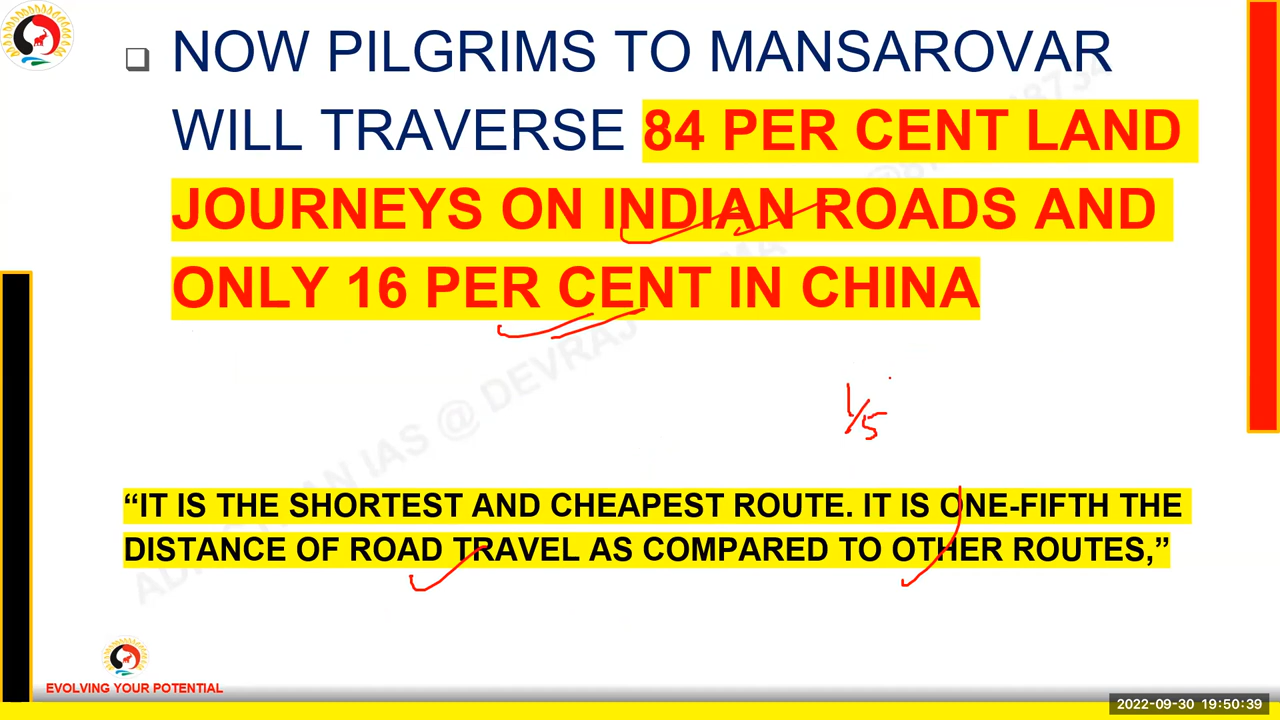 NOW PILGRIMS TO MANSAROVAR
WILL TRAVERSE 84 PER CENT LAND
JOURNEYS ON INDIAN ROADS AND
ONLY 16 PER CENT IN CHINA
1/5
“IT IS THE SHORTEST AND CHEAPEST ROUTE. IT IS ONE-FIFTH THE
DISTANCE OF ROAD TRAVEL AS COMPARED TO OTHER ROUTES,”
EVOLVING YOUR POTENTIAL
2022-09-30 19:50:39